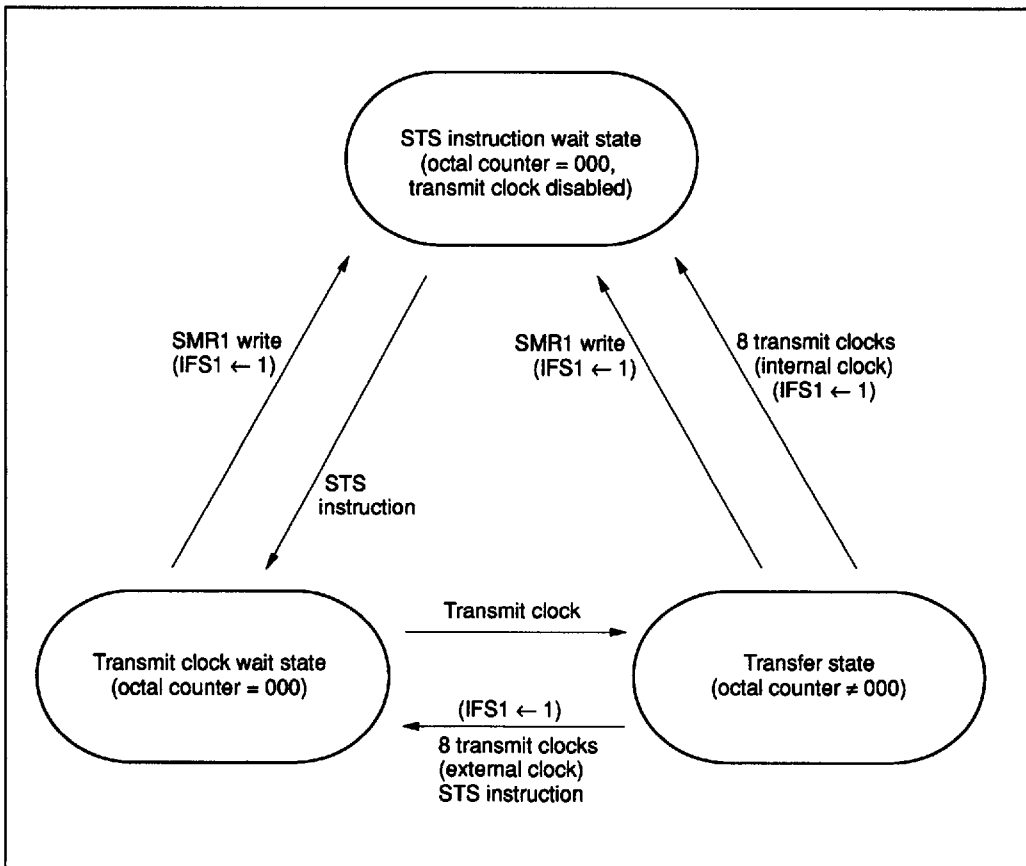 STS instruction wait state
(octal counter = 000,
transmit clock disabled)
SMR1 write
(IFS1 ← 1)
SMR1 write
(IFS1 ← 1)
8 transmit clocks
(internal clock)
(IFS1 ← 1)
STS
instruction
Transmit clock wait state
(octal counter = 000)
Transmit clock
Transfer state
(octal counter ≠ 000)
(IFS1 ← 1)
8 transmit clocks
(external clock)
STS instruction